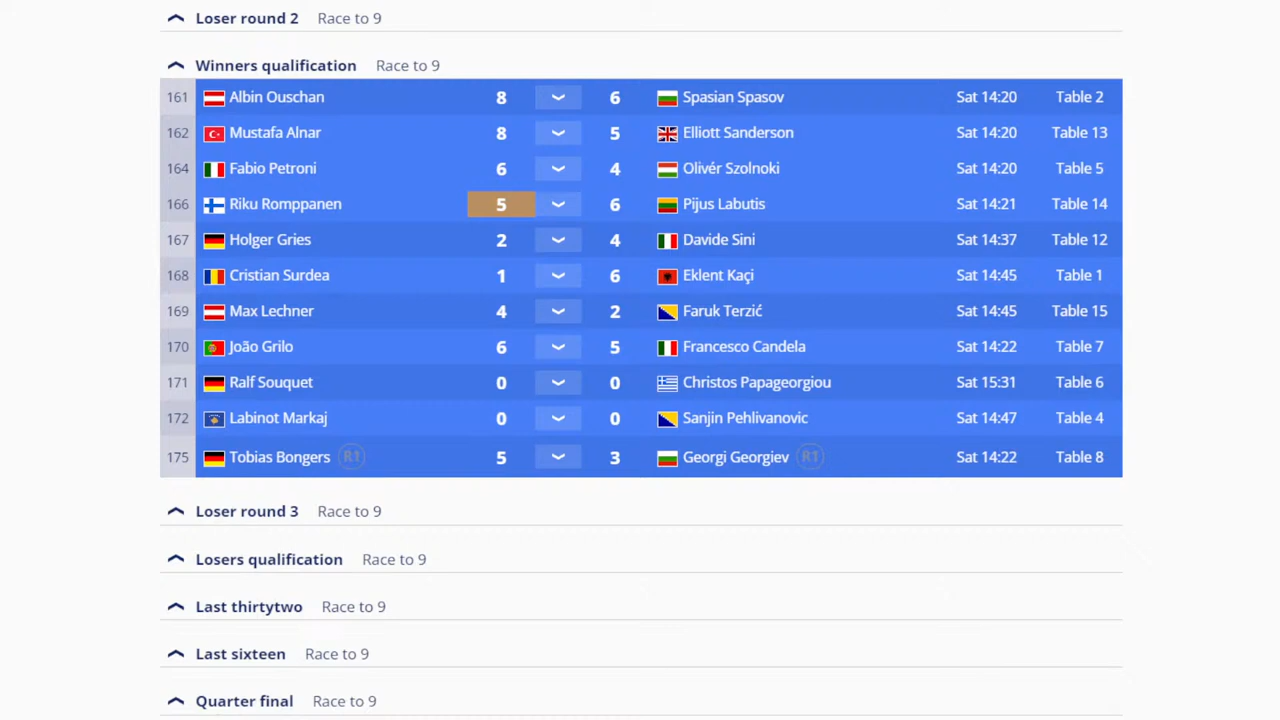 Loser round 2 Race to 9
Winners qualification Race to 9
161 Albin Ouschan 8 6 Spasian Spasov Sat 14:20 Table 2
162 Mustafa Alnar 8 5 Elliott Sanderson Sat 14:20 Table 13
164 Fabio Petroni 6 4 Olivér Szolnoki Sat 14:20 Table 5
166 Riku Romppanen 5 6 Pijus Labutis Sat 14:21 Table 14
167 Holger Gries 2 4 Davide Sini Sat 14:37 Table 12
168 Cristian Surdea 1 6 Eklent Kaçi Sat 14:45 Table 1
169 Max Lechner 4 2 Faruk Terzić Sat 14:45 Table 15
170 João Grilo 6 5 Francesco Candela Sat 14:22 Table 7
171 Ralf Souquet 0 0 Christos Papageorgiou Sat 15:31 Table 6
172 Labinot Markaj 0 0 Sanjin Pehlivanovic Sat 14:47 Table 4
175 Tobias Bongers R1 5 3 Georgi Georgiev R1 Sat 14:22 Table 8
Loser round 3 Race to 9
Losers qualification Race to 9
Last thirtytwo Race to 9
Last sixteen Race to 9
Quarter final Race to 9